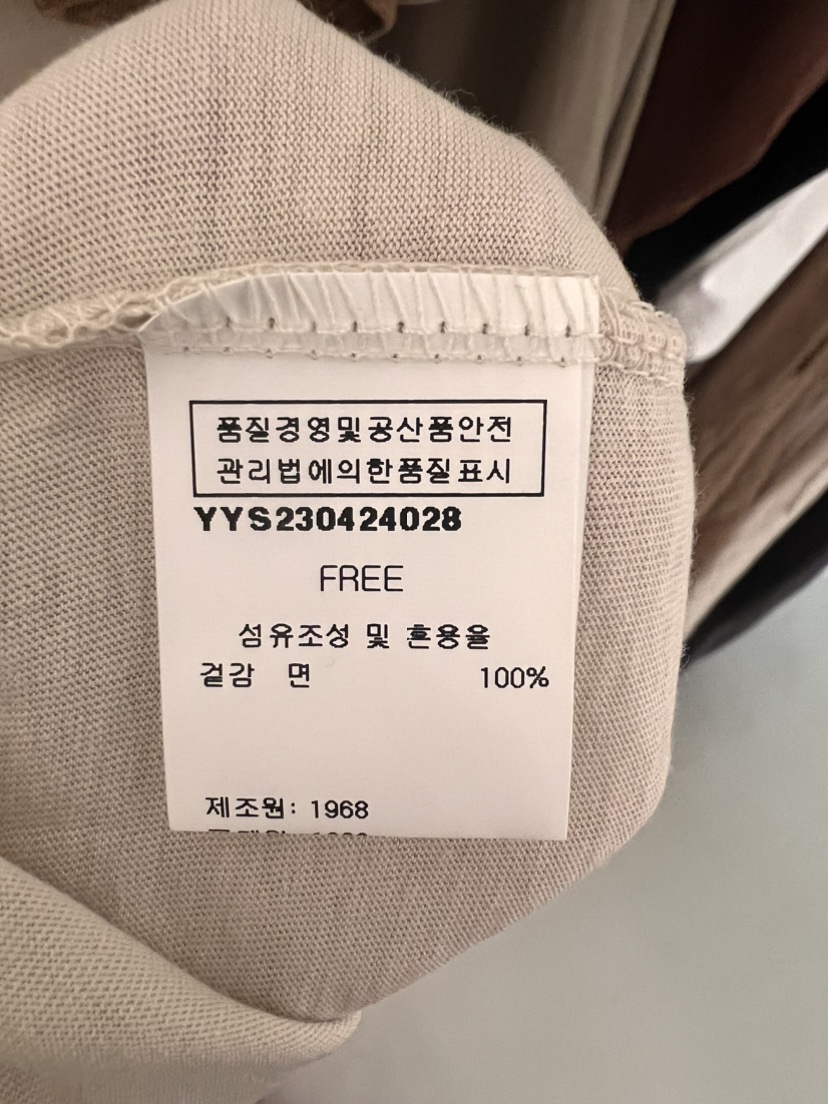 품질경영및공산품안전
관리법에의한품질표시
YYS230424028
FREE
섬유조성 및 혼용율
겉감 면 100%
제조원: 1968